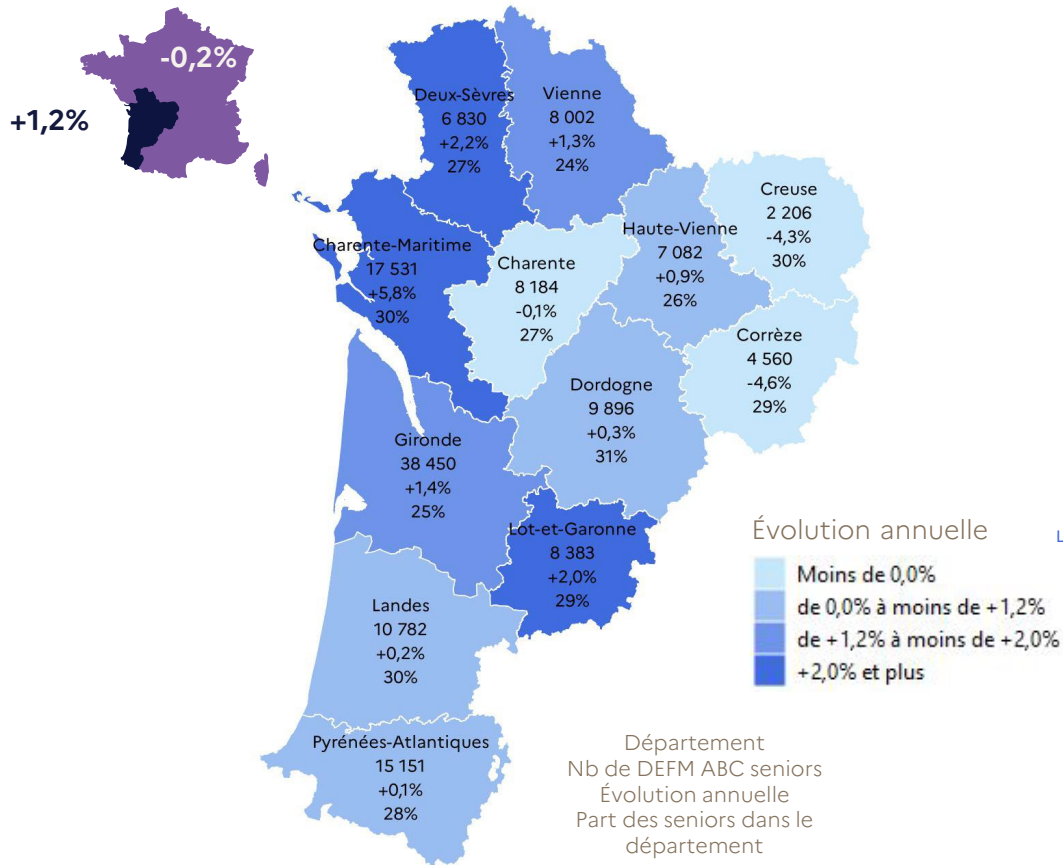 -0,2%
+1,2%
Deux-Sèvres
6 830
+2,2%
27%
Vienne
8 002
+1,3%
24%
Creuse
2 206
-4,3%
30%
Haute-Vienne
7 082
+0,9%
26%
Charente-Maritime
17 531
+5,8%
30%
Charente
8 184
-0,1%
27%
Corrèze
4 560
-4,6%
29%
Dordogne
9 896
+0,3%
31%
Gironde
38 450
+1,4%
25%
Lot-et-Garonne
8 383
+2,0%
29%
Landes
10 782
+0,2%
30%
Pyrénées-Atlantiques
15 151
+0,1%
28%
Évolution annuelle
L
Moins de 0,0%
de 0,0% à moins de +1,2%
de +1,2% à moins de +2,0%
+2,0% et plus
Département
Nb de DEFM ABC seniors
Évolution annuelle
Part des seniors dans le
département